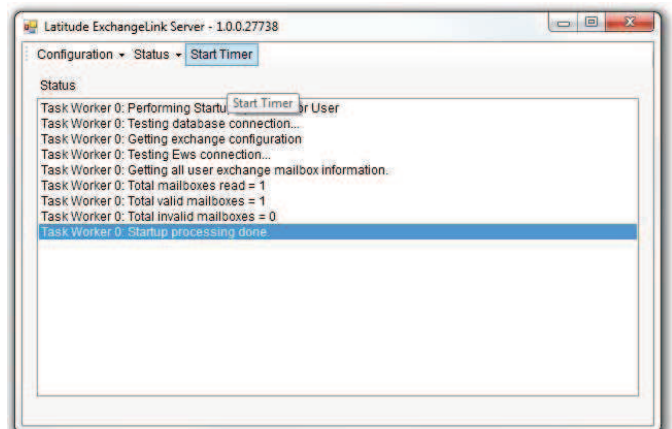 Latitude ExchangeLink Server - 1.0.0.27738
Configuration Status Start Timer
Status
Task Worker 0: Performing Startup or User
Start Timer
Task Worker 0: Testing database connection...
Task Worker 0: Getting exchange configuration
Task Worker 0: Testing Ews connection...
Task Worker 0: Getting all user exchange mailbox information.
Task Worker 0: Total mailboxes read = 1
Task Worker 0: Total valid mailboxes = 1
Task Worker 0: Total invalid mailboxes = 0
Task Worker 0: Startup processing done